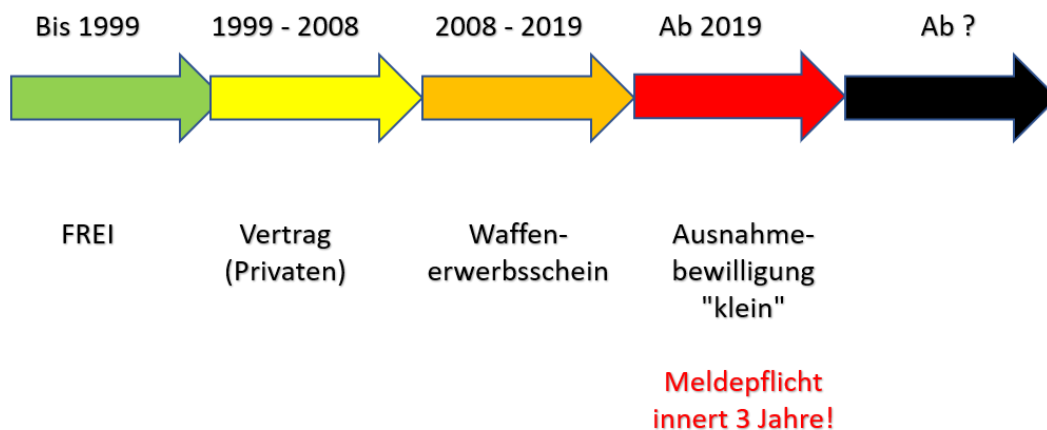 Bis 1999
1999 - 2008
2008 - 2019
Ab 2019
Ab ?
FREI
Vertrag
(Privaten)
Waffen-
erwerbsschein
Ausnahme-
bewilligung
"klein"
Meldepflicht
innert 3 Jahre!